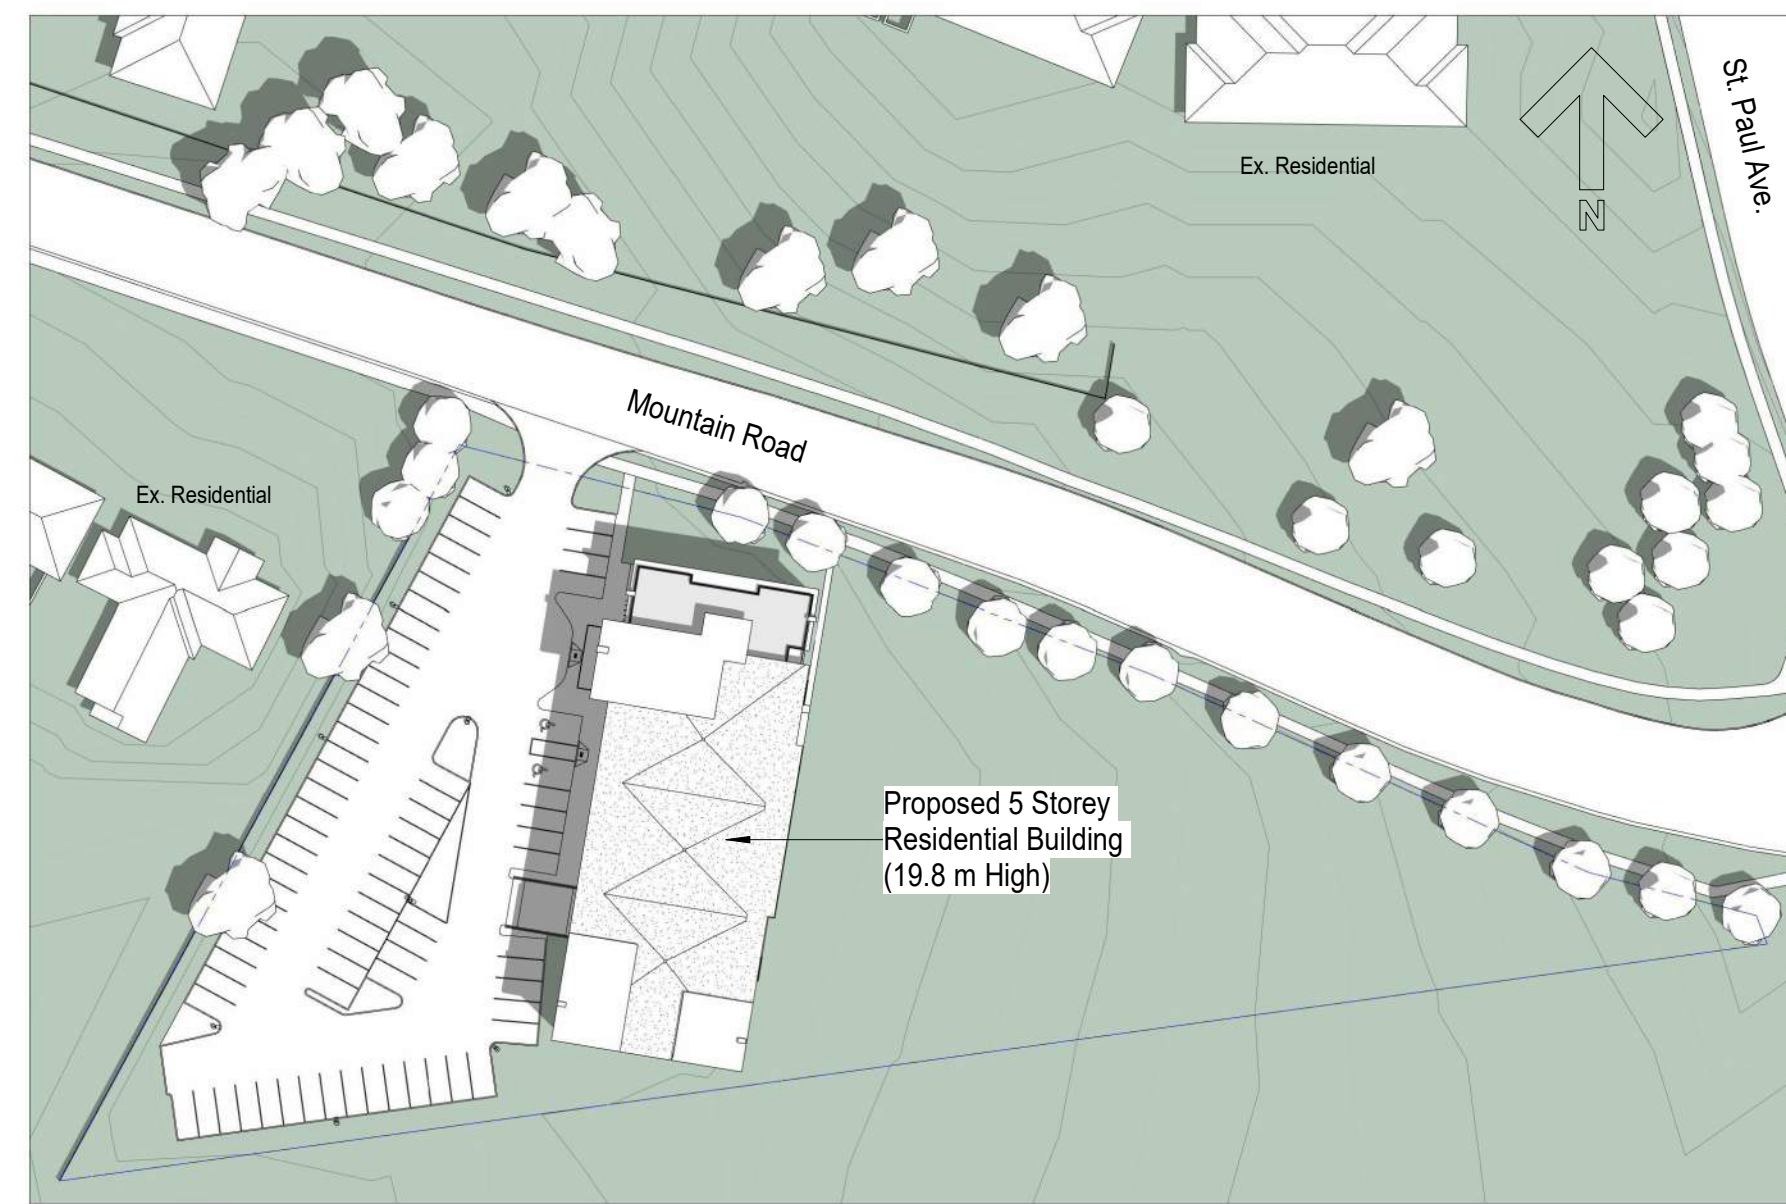 St. Paul Ave.
Ex. Residential
N
Mountain Road
Ex. Residential
Proposed 5 Storey
Residential Building
(19.8 m High)